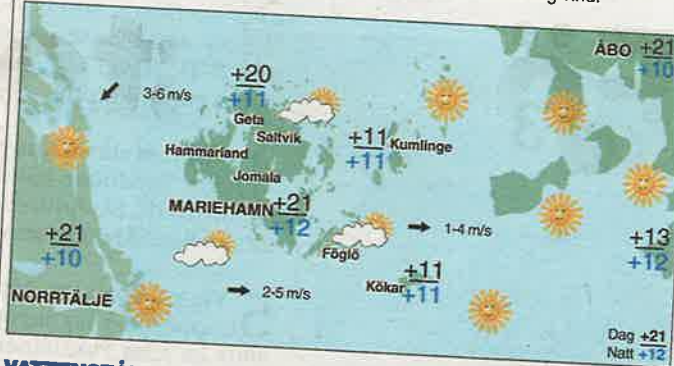 ÅBO +21
+10
+20
+11
3-6 m/s
Geta
Saltvik
+11 Kumlinge
+11
Hammarland
Jomala
MARIEHAMN +21
+12
1-4 m/s
+21
+10
+13
+12
Föglö
Kökar +11
+11
2-5 m/s
NORRTÄLJE
Dag +21
Natt +12